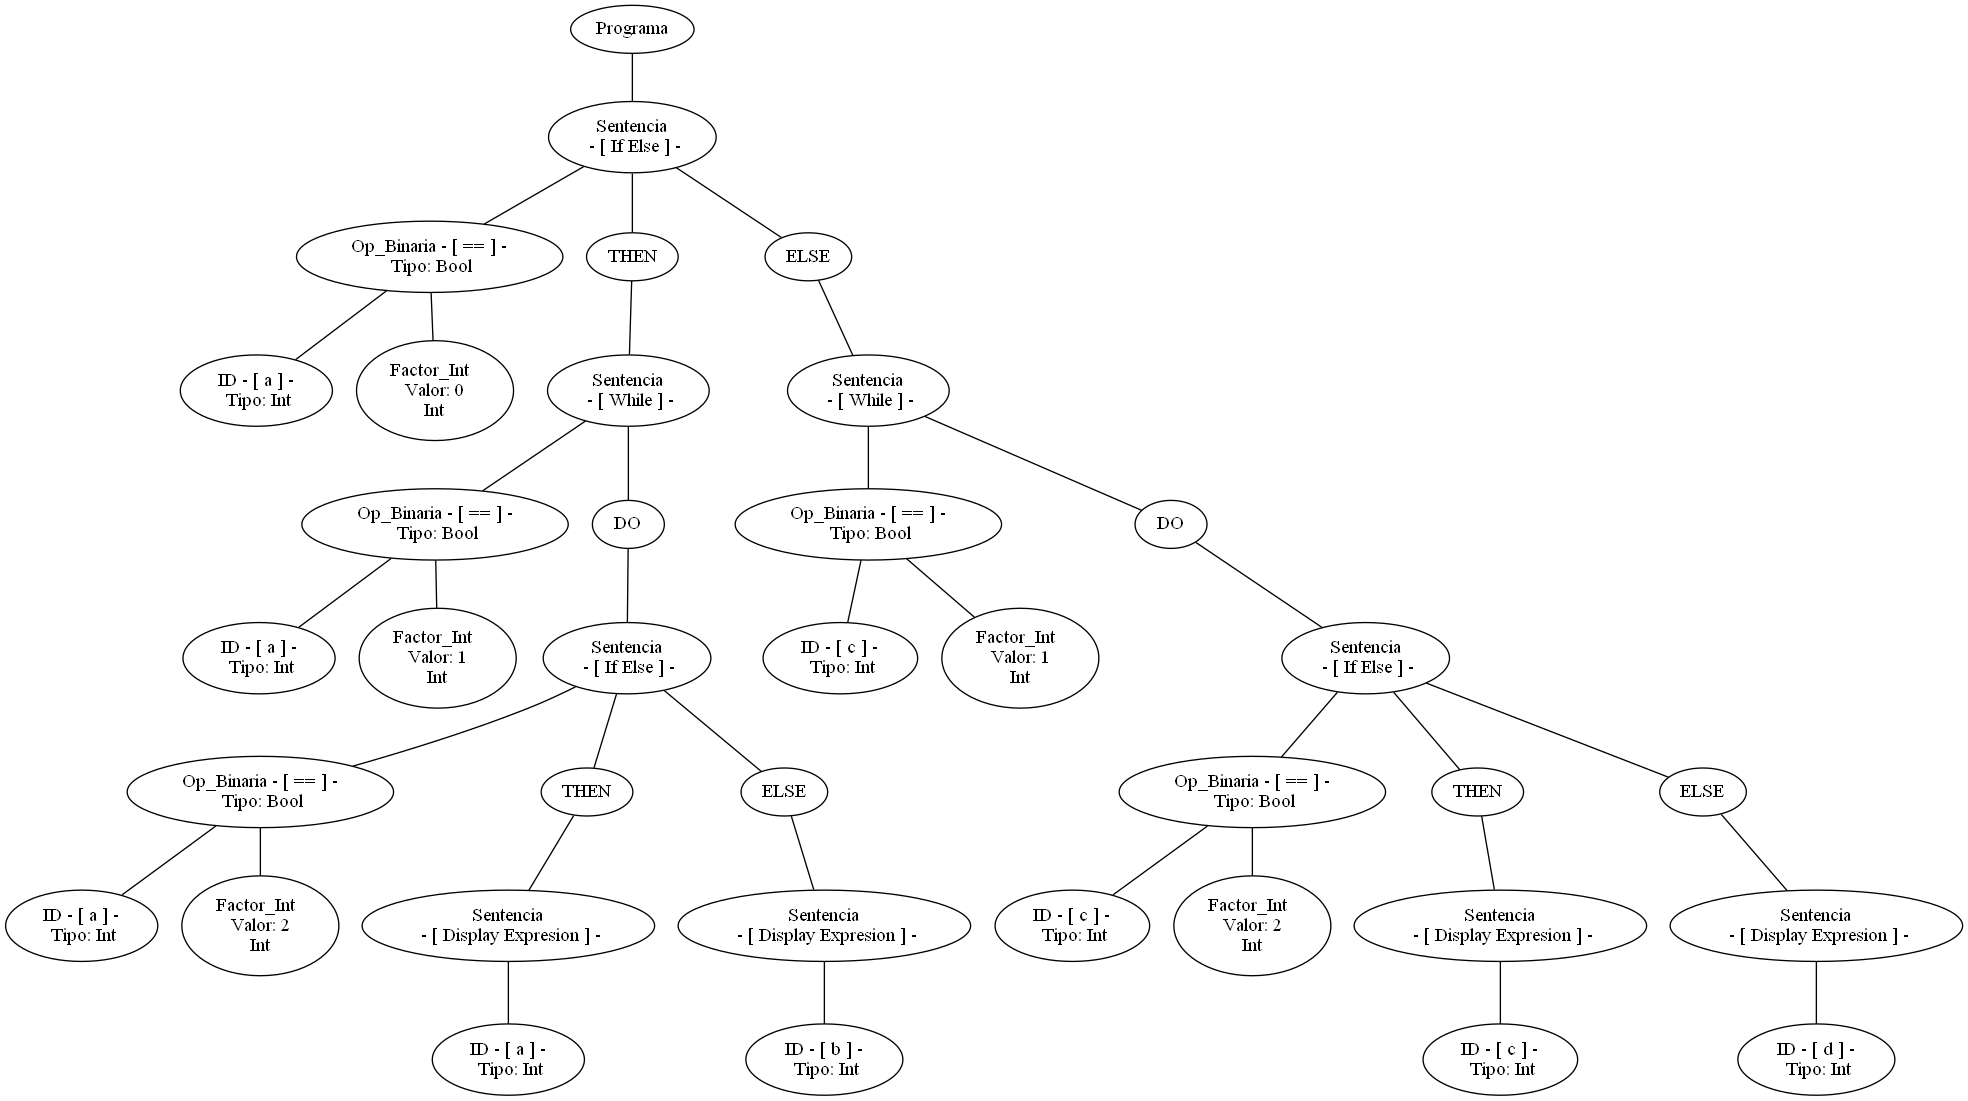 Programa
Sentencia
- [ If Else ] -
Op_Binaria - [ == ] -
Tipo: Bool
THEN
ELSE
ID - [ a ] -
Tipo: Int
Factor_Int
Valor: 0
Int
Sentencia
- [ While ] -
Sentencia
- [ While ] -
Op_Binaria - [ == ] -
Tipo: Bool
DO
Op_Binaria - [ == ] -
Tipo: Bool
DO
ID - [ a ] -
Tipo: Int
Factor_Int
Valor: 1
Int
Sentencia
- [ If Else ] -
ID - [ c ] -
Tipo: Int
Factor_Int
Valor: 1
Int
Sentencia
- [ If Else ] -
Op_Binaria - [ == ] -
Tipo: Bool
THEN
ELSE
Op_Binaria - [ == ] -
Tipo: Bool
THEN
ELSE
ID - [ a ] -
Tipo: Int
Factor_Int
Valor: 2
Int
Sentencia
- [ Display Expresion ] -
Sentencia
- [ Display Expresion ] -
ID - [ c ] -
Tipo: Int
Factor_Int
Valor: 2
Int
Sentencia
- [ Display Expresion ] -
Sentencia
- [ Display Expresion ] -
ID - [ a ] -
Tipo: Int
ID - [ b ] -
Tipo: Int
ID - [ c ] -
Tipo: Int
ID - [ d ] -
Tipo: Int